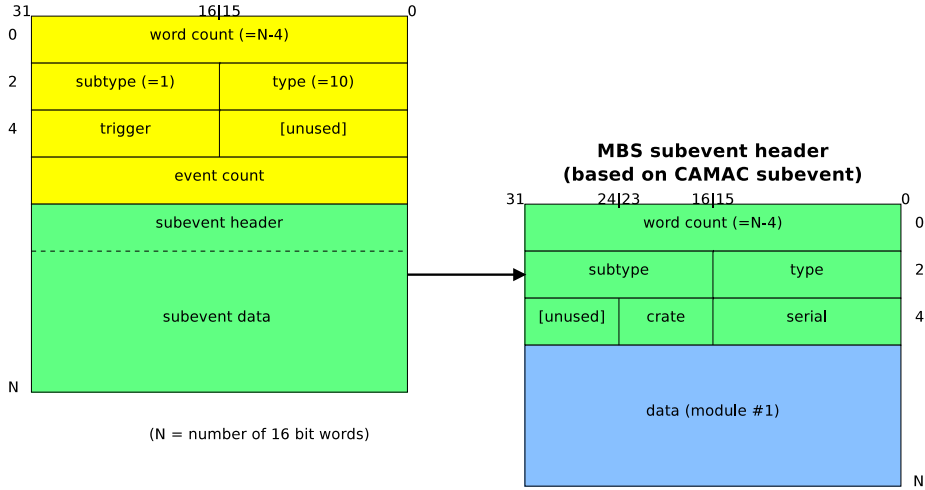 31 16 15 0
0 word count (=N-4)
2 subtype (=1) type (=10)
4 trigger [unused]
event count
subevent header
subevent data
N
(N = number of 16 bit words)
MBS subevent header
(based on CAMAC subevent)
31 24 23 16 15 0
word count (=N-4) 0
subtype type 2
[unused] crate serial 4
data (module #1)
N